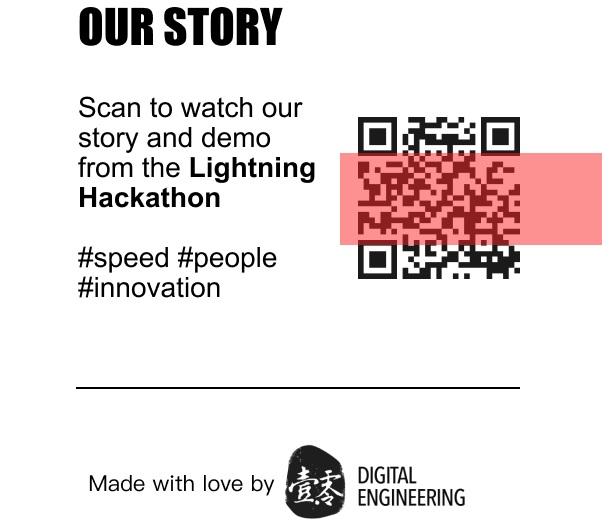 OUR STORY
Scan to watch our
story and demo
from the Lightning
Hackathon
#speed #people
#innovation
Made with love by
壹零
DIGITAL
ENGINEERING